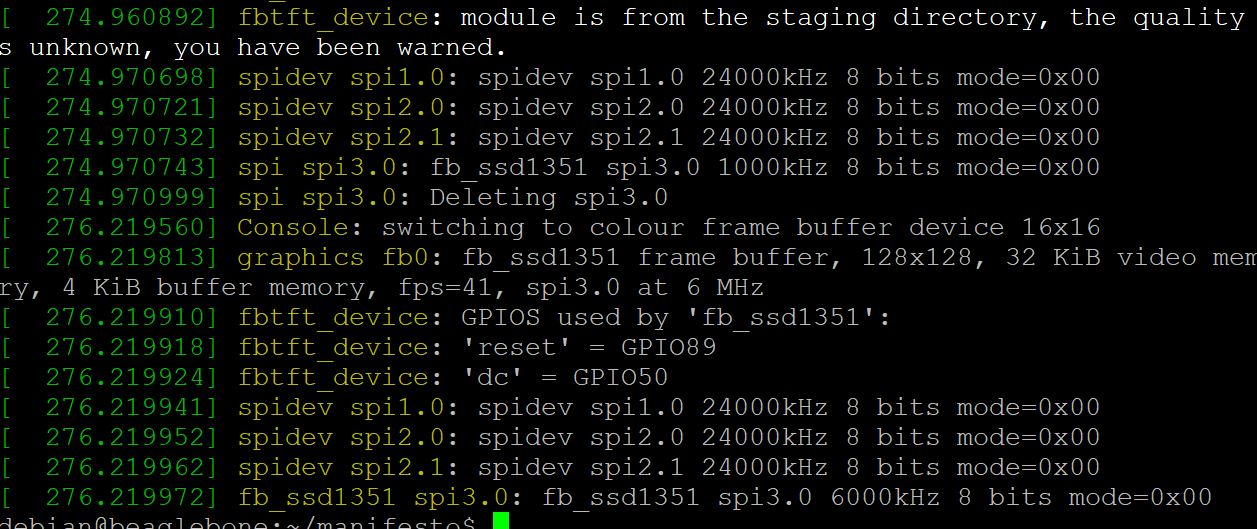 [  274.960892] fbtft_device: module is from the staging directory, the quality
s unknown, you have been warned.
[  274.970698] spidev spi1.0: spidev spi1.0 24000kHz 8 bits mode=0x00
[  274.970721] spidev spi2.0: spidev spi2.0 24000kHz 8 bits mode=0x00
[  274.970732] spidev spi2.1: spidev spi2.1 24000kHz 8 bits mode=0x00
[  274.970743] spi spi3.0: fb_ssd1351 spi3.0 1000kHz 8 bits mode=0x00
[  274.970999] spi spi3.0: Deleting spi3.0
[  276.219560] Console: switching to colour frame buffer device 16x16
[  276.219813] graphics fb0: fb_ssd1351 frame buffer, 128x128, 32 KiB video mem
ry, 4 KiB buffer memory, fps=41, spi3.0 at 6 MHz
[  276.219910] fbtft_device: GPIOS used by 'fb_ssd1351':
[  276.219918] fbtft_device: 'reset' = GPIO89
[  276.219924] fbtft_device: 'dc' = GPIO50
[  276.219941] spidev spi1.0: spidev spi1.0 24000kHz 8 bits mode=0x00
[  276.219952] spidev spi2.0: spidev spi2.0 24000kHz 8 bits mode=0x00
[  276.219962] spidev spi2.1: spidev spi2.1 24000kHz 8 bits mode=0x00
[  276.219972] fb_ssd1351 spi3.0: fb_ssd1351 spi3.0 6000kHz 8 bits mode=0x00
debian@beaglebone:~/manifesto$